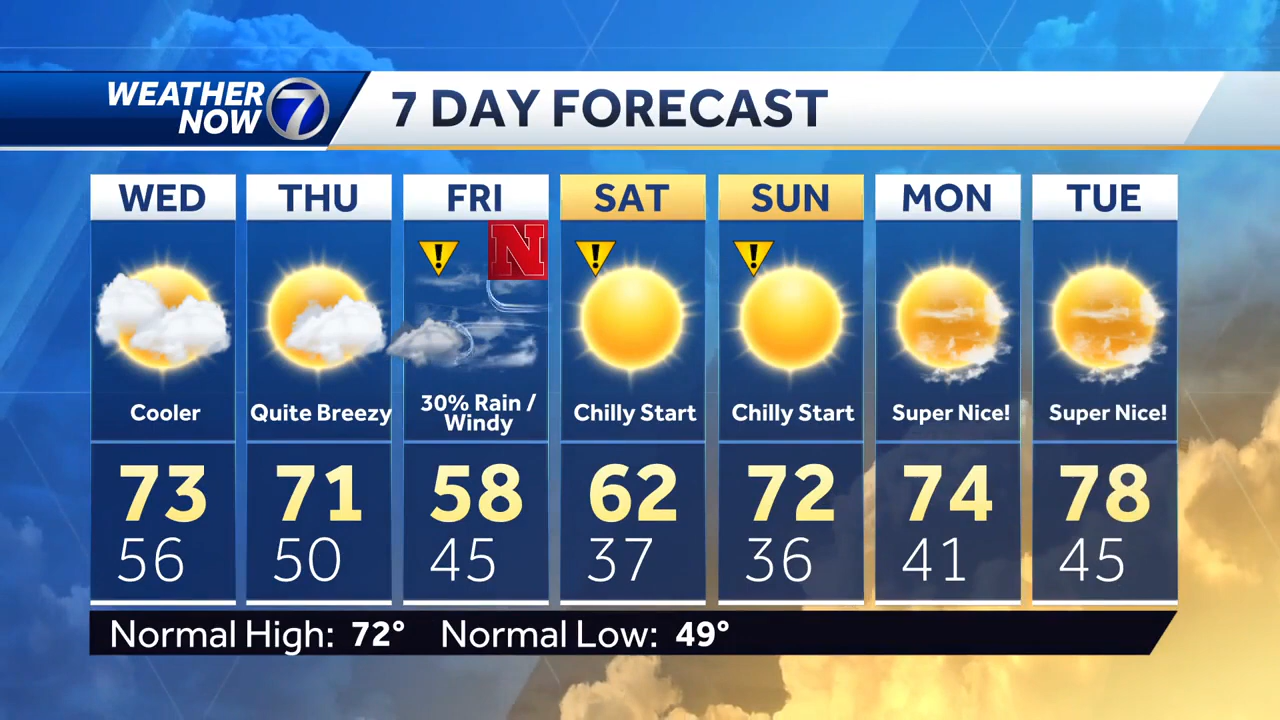 WEATHER
NOW 7
7 DAY FORECAST
WED THU FRI SAT SUN MON TUE
! N ! !
Cooler Quite Breezy 30% Rain / Chilly Start Chilly Start Super Nice! Super Nice!
Windy
73 71 58 62 72 74 78
56 50 45 37 36 41 45
Normal High: 72° Normal Low: 49°